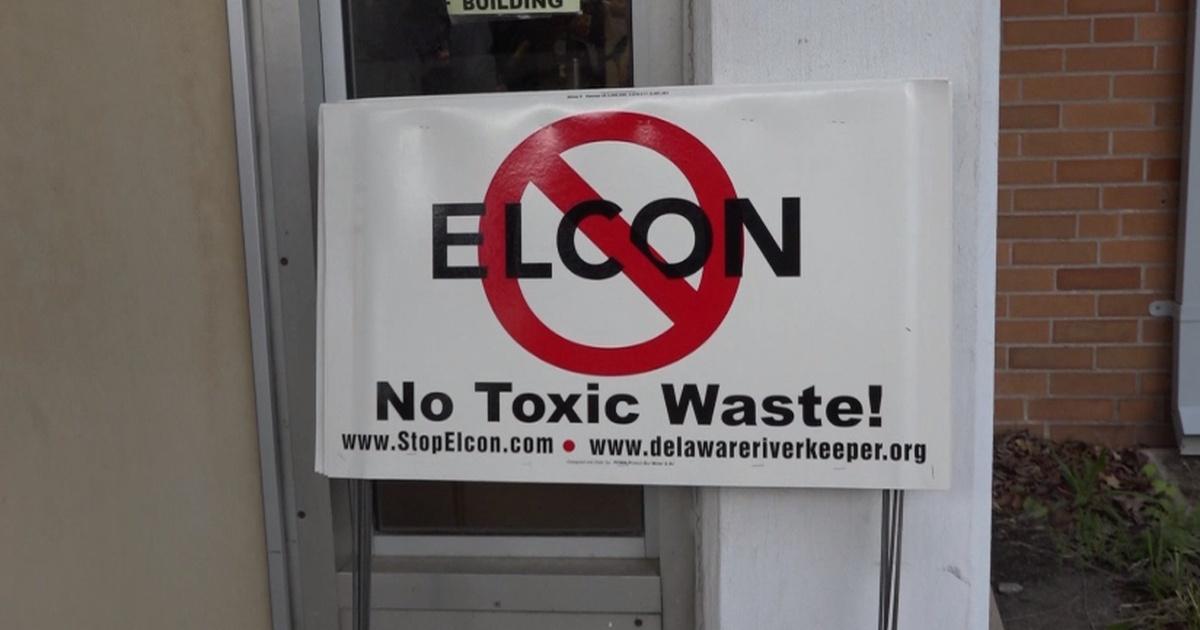 BUILDING
ELCON
No Toxic Waste!
www.StopElcon.com • www.delawareriverkeeper.org